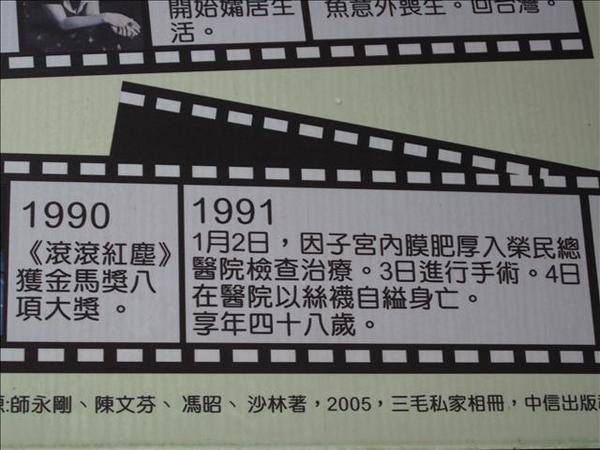 開始孀居生
活。
魚意外喪生。回台灣。
1990
《滾滾紅塵》
獲金馬獎八
項大獎。
1991
1月2日，因子宮內膜肥厚入榮民總
醫院檢查治療。3日進行手術。4日
在醫院以絲襪自縊身亡。
享年四十八歲。
源:師永剛、陳文芬、馮昭、沙林著，2005，三毛私家相冊，中信出版